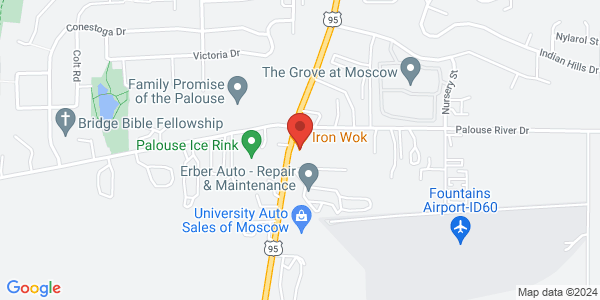 Conestoga Dr
95
Nylarol St
Victoria Dr
Indian Hills Dr
Colt Rd
The Grove at Moscow
Nursery St
Family Promise
of the Palouse
Bridge Bible Fellowship
Palouse River Dr
Iron Wok
Palouse Ice Rink
Erber Auto - Repair
& Maintenance
Fountains
Airport-ID60
University Auto
Sales of Moscow
95
Google
Map data ©2024